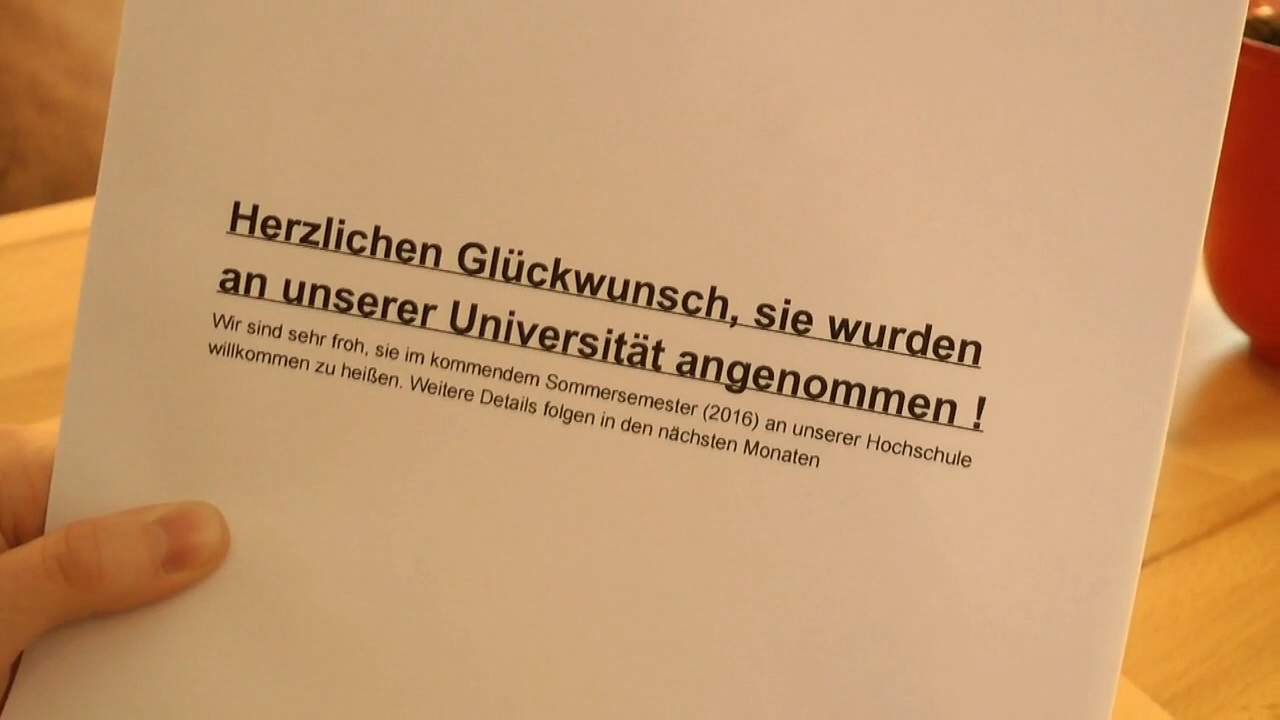 Herzlichen Glückwunsch, sie wurden
an unserer Universität angenommen !
Wir sind sehr froh, sie im kommendem Sommersemester (2016) an unserer Hochschule
willkommen zu heißen. Weitere Details folgen in den nächsten Monaten